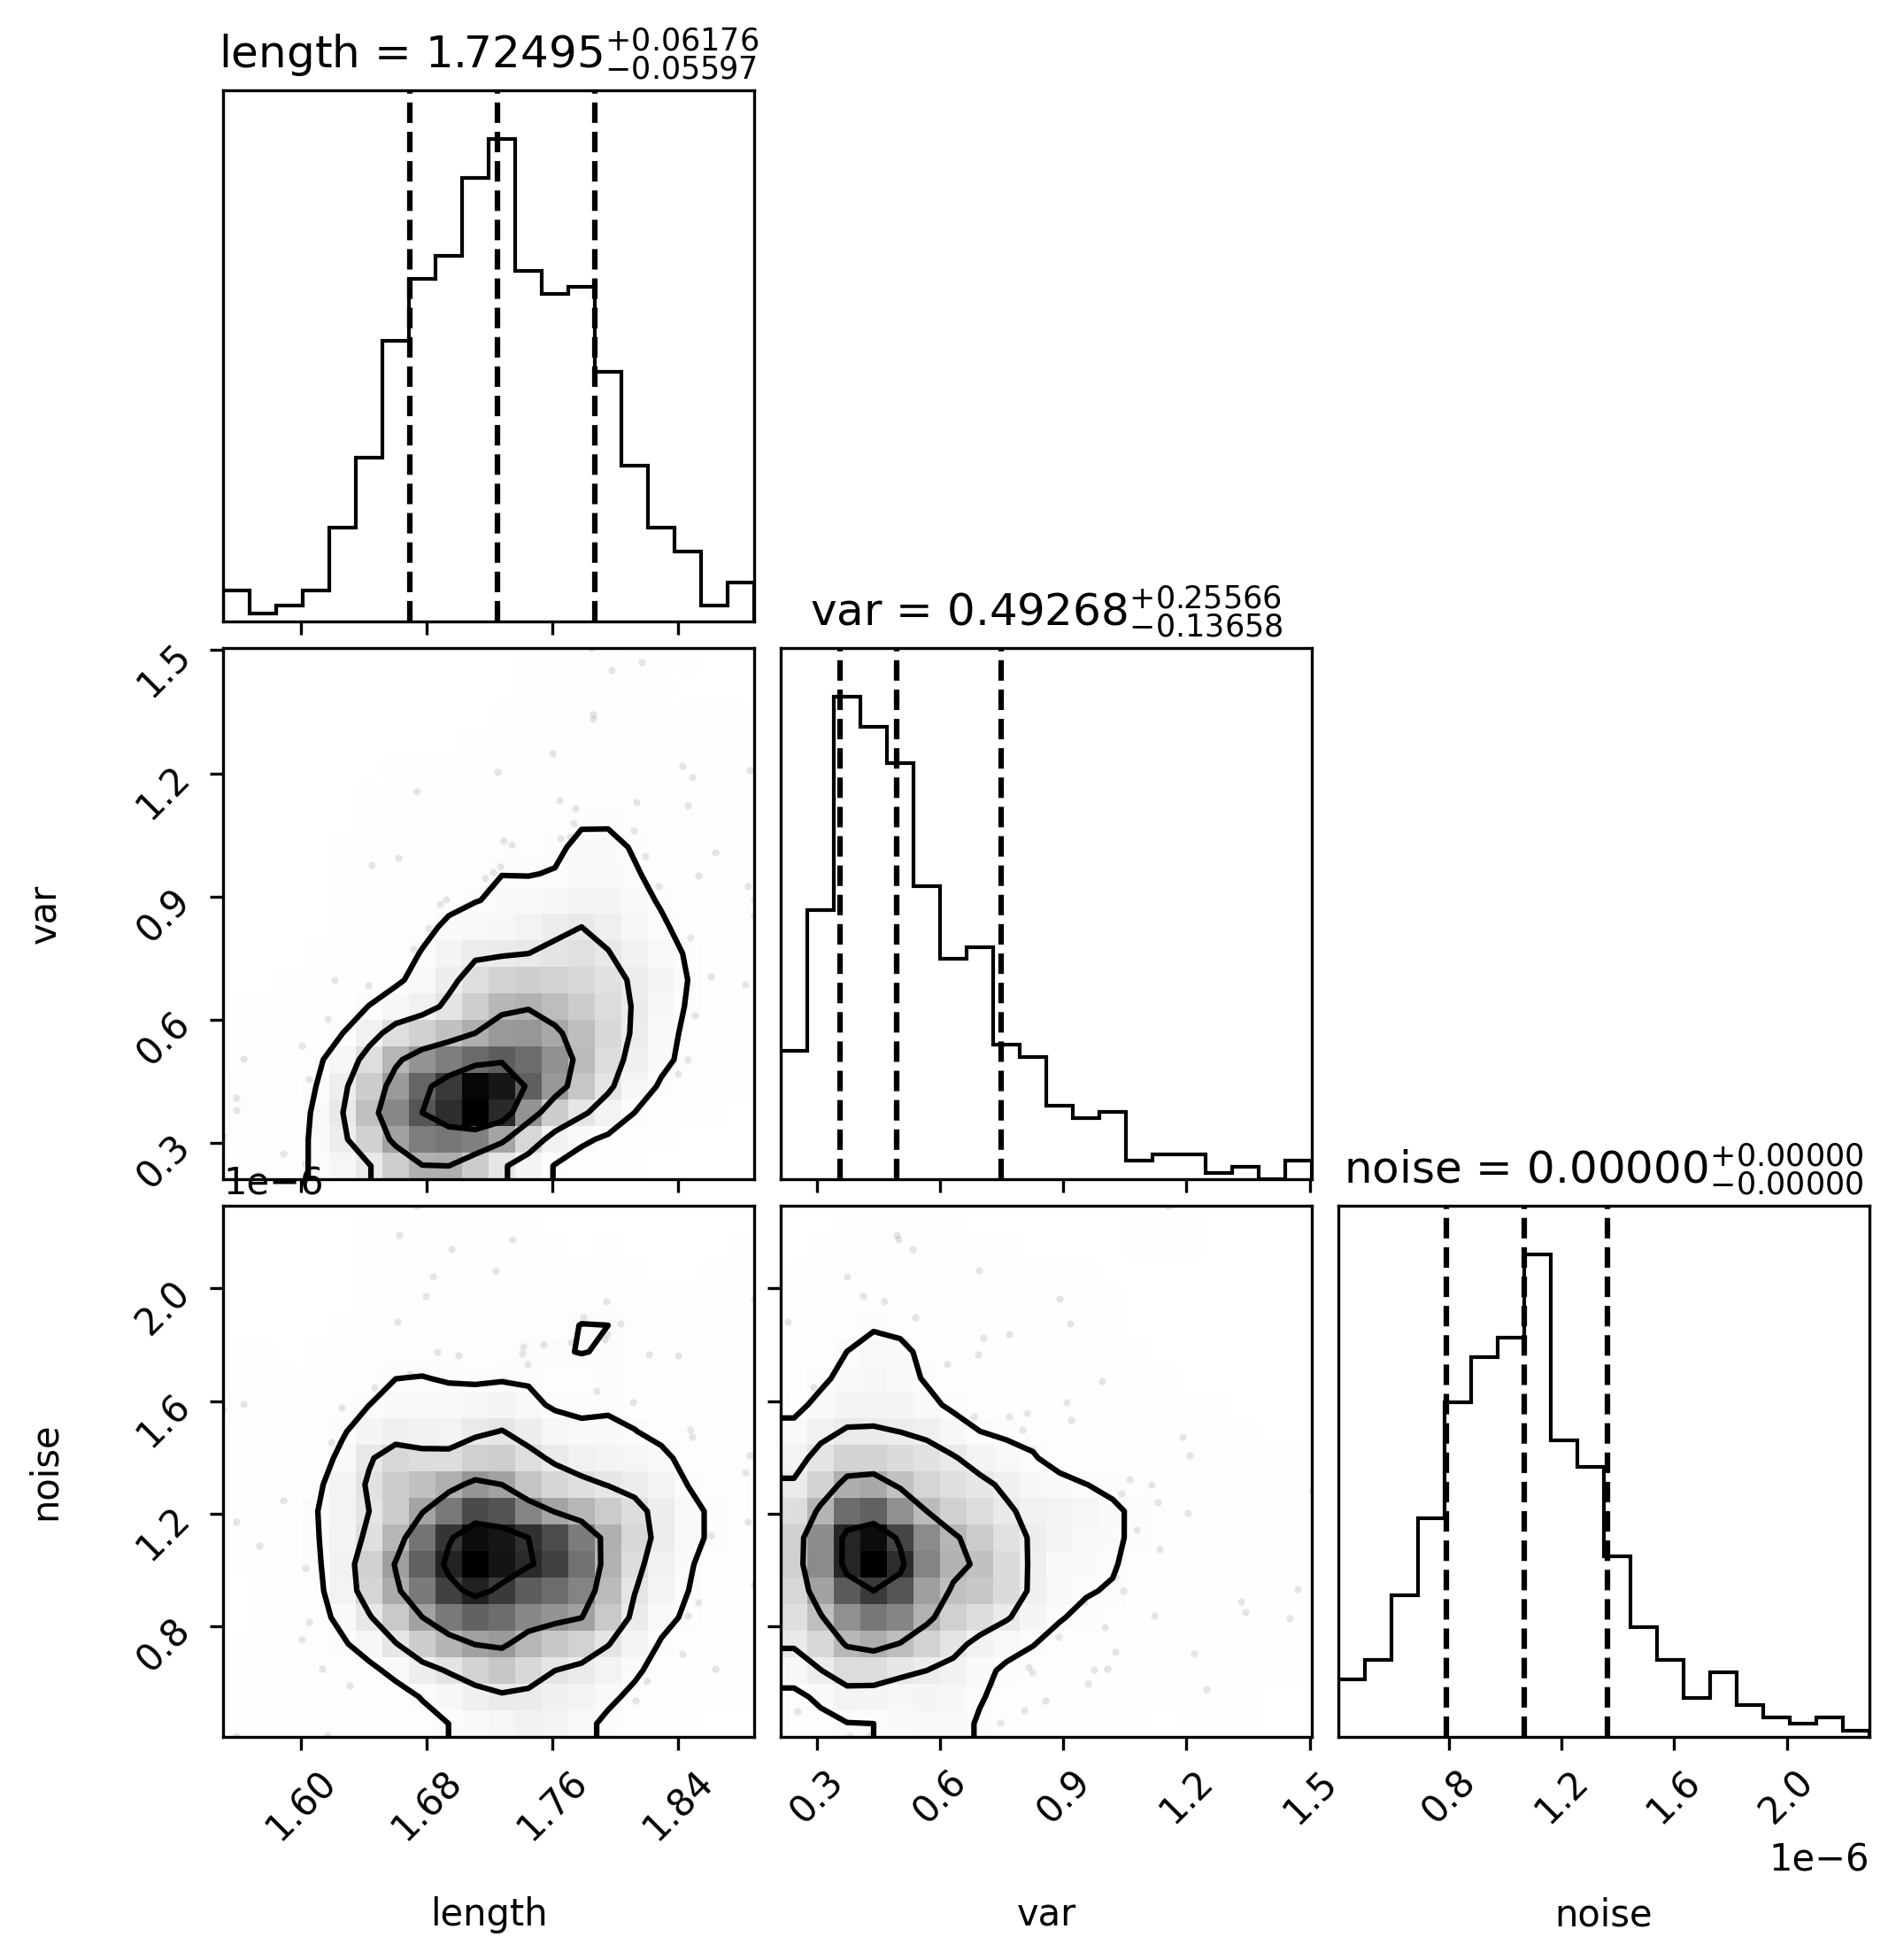 length = 1.72495 +0.06176 −0.05597
var = 0.49268 +0.25566 −0.13658
1.5
1.2
0.9
0.6
0.3
var
noise = 0.00000 +0.00000 −0.00000
1e−6
2.0
1.6
1.2
0.8
noise
1.60 1.68 1.76 1.84 0.3 0.6 0.9 1.2 1.5 0.8 1.2 1.6 2.0
1e−6
length var noise